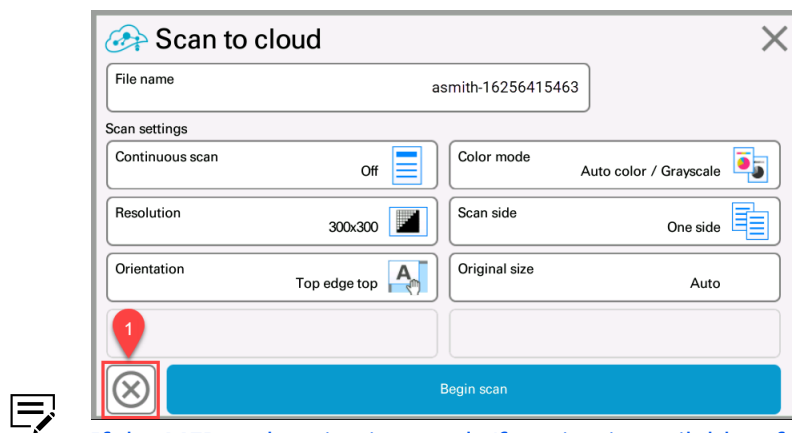 Scan to cloud
File name
asmith-16256415463
Scan settings
Continuous scan
Off
Color mode
Auto color / Grayscale
Resolution
300x300
Scan side
One side
Orientation
Top edge top
A
Original size
Auto
1
Begin scan